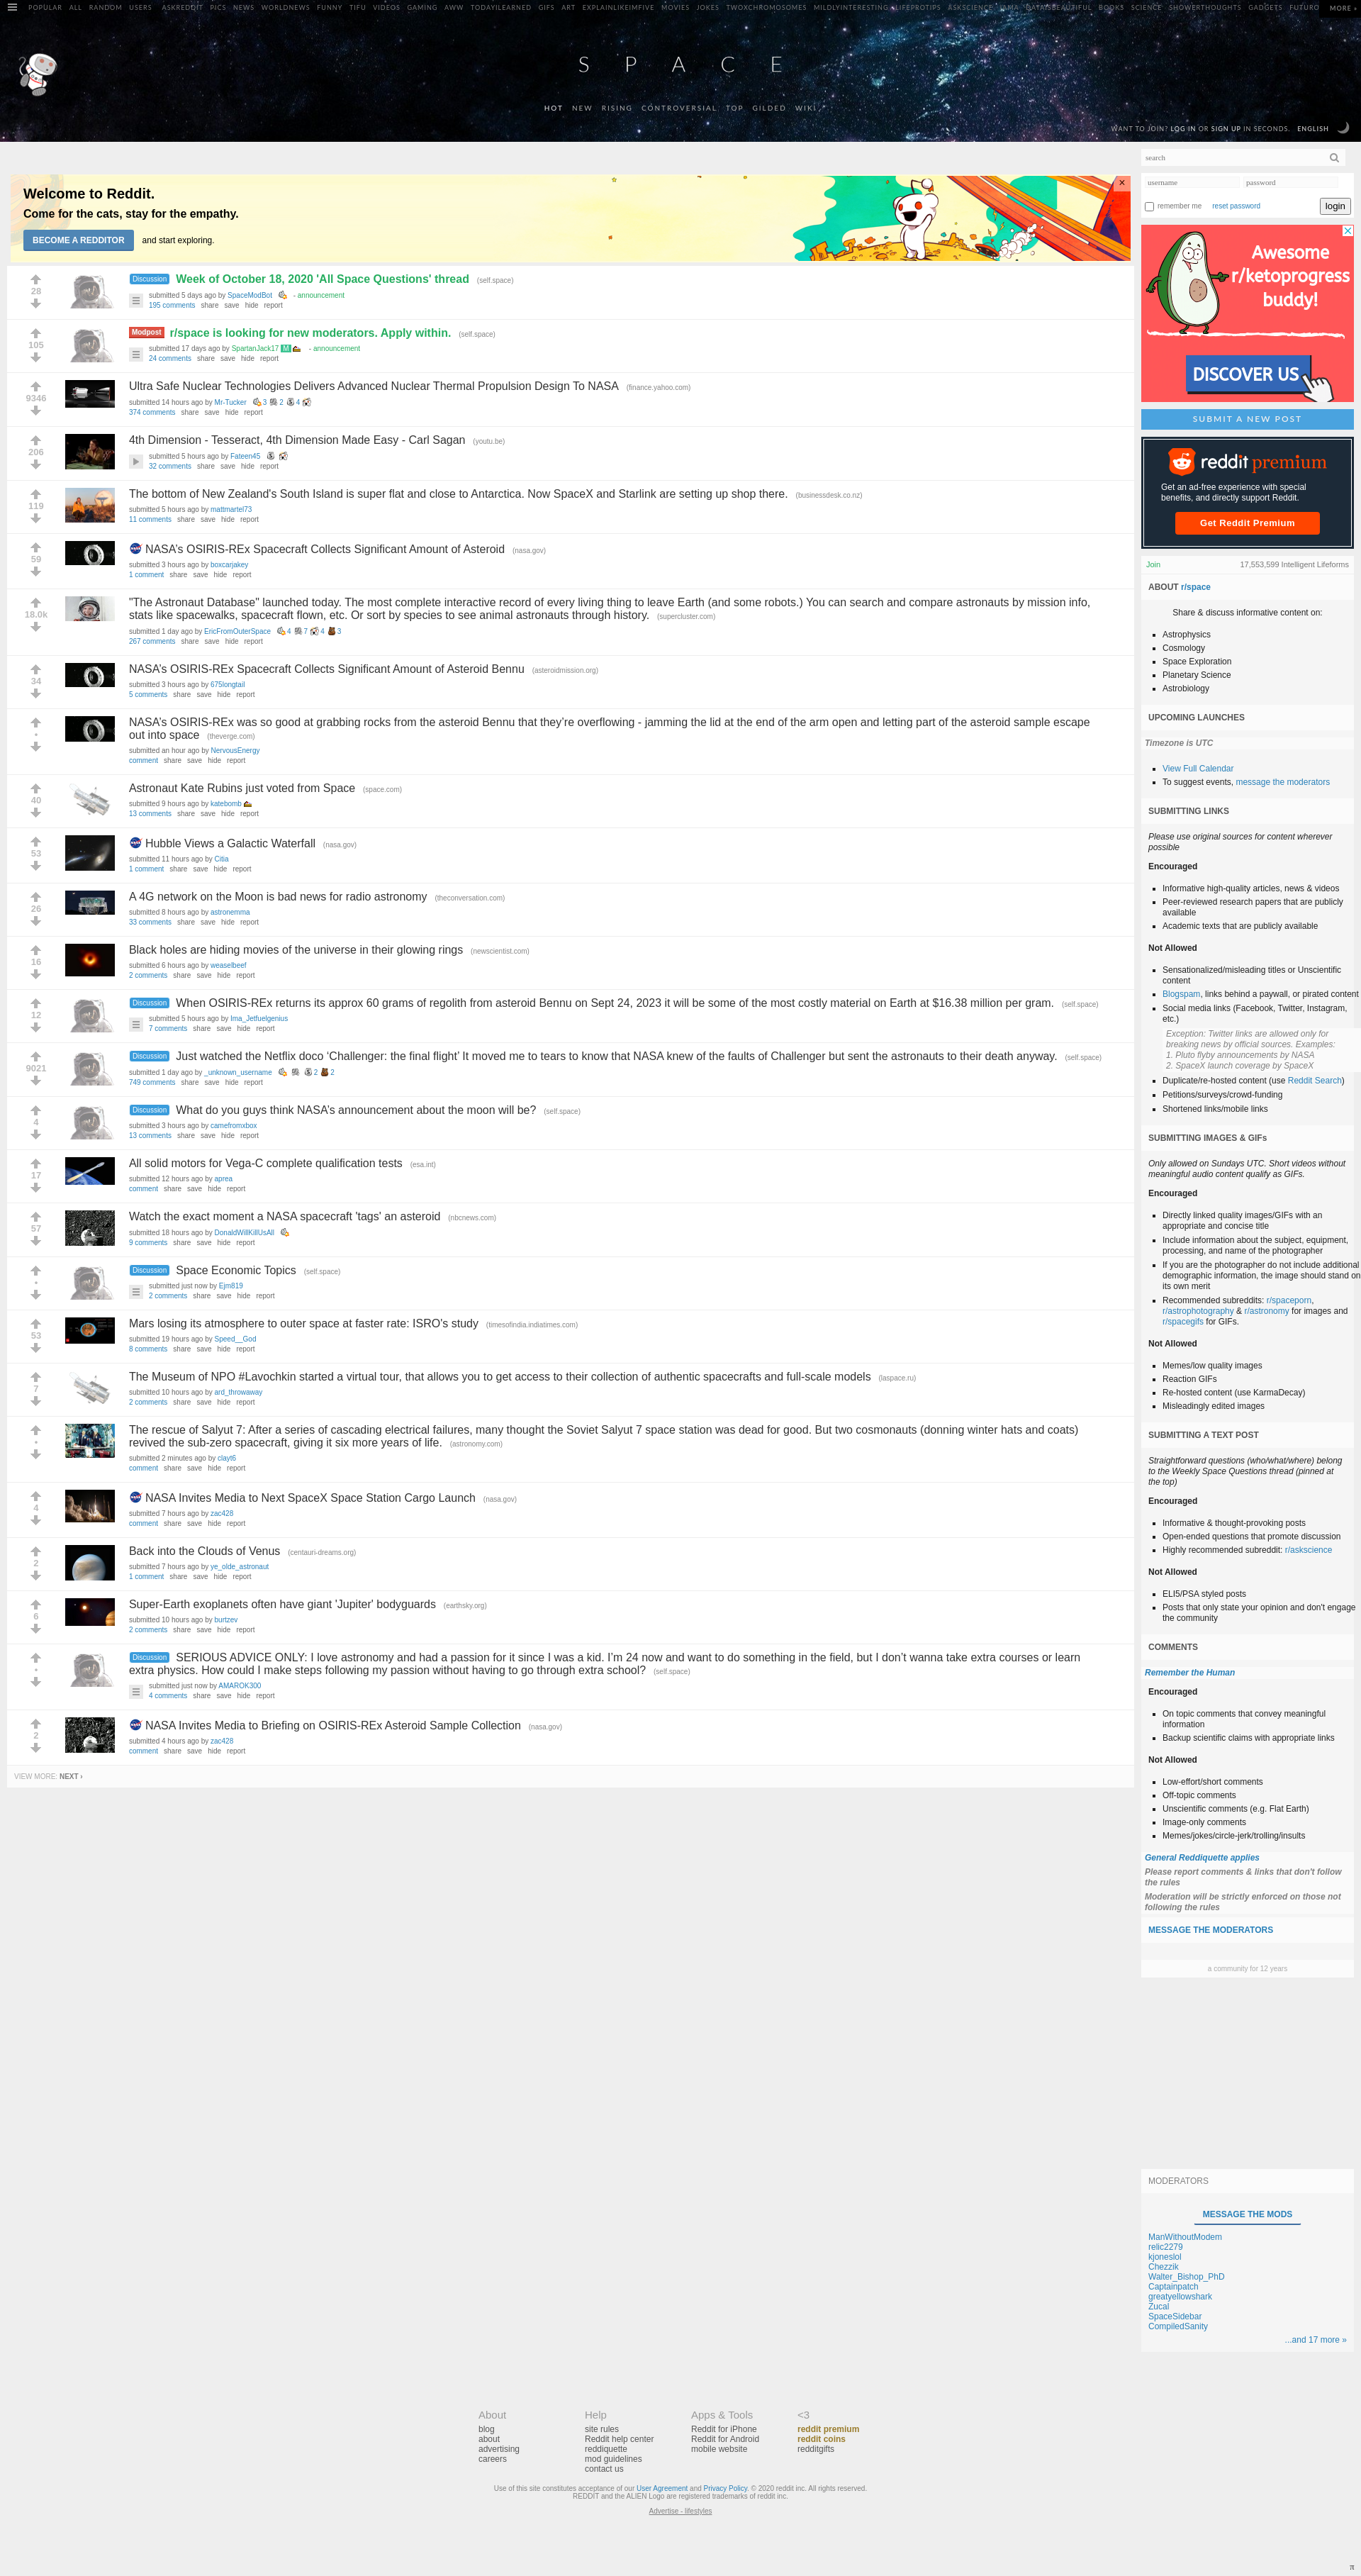 POPULAR ALL RANDOM USERS ASKREDDIT PICS NEWS WORLDNEWS FUNNY TIFU VIDEOS GAMING AWW TODAYILEARNED GIFS ART EXPLAINLIKEIMFIVE MOVIES JOKES TWOXCHROMOSOMES MILDLYINTERESTING LIFEPROTIPS ASKSCIENCE IAMA DATAISBEAUTIFUL BOOKS SCIENCE SHOWERTHOUGHTS GADGETS FUTURO MORE »
SPACE
HOT NEW RISING CONTROVERSIAL TOP GILDED WIKI
WANT TO JOIN? LOG IN OR SIGN UP IN SECONDS. ENGLISH
Welcome to Reddit.
Come for the cats, stay for the empathy.
BECOME A REDDITOR and start exploring.
28
Discussion Week of October 18, 2020 'All Space Questions' thread (self.space)
submitted 5 days ago by SpaceModBot - announcement
195 comments share save hide report
105
Modpost r/space is looking for new moderators. Apply within. (self.space)
submitted 17 days ago by SpartanJack17 M - announcement
24 comments share save hide report
9346
Ultra Safe Nuclear Technologies Delivers Advanced Nuclear Thermal Propulsion Design To NASA (finance.yahoo.com)
submitted 14 hours ago by Mr-Tucker 3 2 4
374 comments share save hide report
206
4th Dimension - Tesseract, 4th Dimension Made Easy - Carl Sagan (youtu.be)
submitted 5 hours ago by Fateen45
32 comments share save hide report
119
The bottom of New Zealand's South Island is super flat and close to Antarctica. Now SpaceX and Starlink are setting up shop there. (businessdesk.co.nz)
submitted 5 hours ago by mattmartel73
11 comments share save hide report
59
NASA's OSIRIS-REx Spacecraft Collects Significant Amount of Asteroid (nasa.gov)
submitted 3 hours ago by boxcarjakey
1 comment share save hide report
18.0k
"The Astronaut Database" launched today. The most complete interactive record of every living thing to leave Earth (and some robots.) You can search and compare astronauts by mission info,
stats like spacewalks, spacecraft flown, etc. Or sort by species to see animal astronauts through history. (supercluster.com)
submitted 1 day ago by EricFromOuterSpace 4 7 4 3
267 comments share save hide report
34
NASA's OSIRIS-REx Spacecraft Collects Significant Amount of Asteroid Bennu (asteroidmission.org)
submitted 3 hours ago by 675longtail
5 comments share save hide report
•
NASA's OSIRIS-REx was so good at grabbing rocks from the asteroid Bennu that they're overflowing - jamming the lid at the end of the arm open and letting part of the asteroid sample escape
out into space (theverge.com)
submitted an hour ago by NervousEnergy
comment share save hide report
40
Astronaut Kate Rubins just voted from Space (space.com)
submitted 9 hours ago by katebomb
13 comments share save hide report
53
Hubble Views a Galactic Waterfall (nasa.gov)
submitted 11 hours ago by Citia
1 comment share save hide report
26
A 4G network on the Moon is bad news for radio astronomy (theconversation.com)
submitted 8 hours ago by astronemma
33 comments share save hide report
16
Black holes are hiding movies of the universe in their glowing rings (newscientist.com)
submitted 6 hours ago by weaselbeef
2 comments share save hide report
12
Discussion When OSIRIS-REx returns its approx 60 grams of regolith from asteroid Bennu on Sept 24, 2023 it will be some of the most costly material on Earth at $16.38 million per gram. (self.space)
submitted 5 hours ago by Ima_Jetfuelgenius
7 comments share save hide report
9021
Discussion Just watched the Netflix doco 'Challenger: the final flight' It moved me to tears to know that NASA knew of the faults of Challenger but sent the astronauts to their death anyway. (self.space)
submitted 1 day ago by _unknown_username 2 2
749 comments share save hide report
4
Discussion What do you guys think NASA's announcement about the moon will be? (self.space)
submitted 3 hours ago by camefromxbox
13 comments share save hide report
17
All solid motors for Vega-C complete qualification tests (esa.int)
submitted 12 hours ago by aprea
comment share save hide report
57
Watch the exact moment a NASA spacecraft 'tags' an asteroid (nbcnews.com)
submitted 18 hours ago by DonaldWillKillUsAll
9 comments share save hide report
•
Discussion Space Economic Topics (self.space)
submitted just now by Ejm819
2 comments share save hide report
53
Mars losing its atmosphere to outer space at faster rate: ISRO's study (timesofindia.indiatimes.com)
submitted 19 hours ago by Speed__God
8 comments share save hide report
7
The Museum of NPO #Lavochkin started a virtual tour, that allows you to get access to their collection of authentic spacecrafts and full-scale models (laspace.ru)
submitted 10 hours ago by ard_throwaway
2 comments share save hide report
•
The rescue of Salyut 7: After a series of cascading electrical failures, many thought the Soviet Salyut 7 space station was dead for good. But two cosmonauts (donning winter hats and coats)
revived the sub-zero spacecraft, giving it six more years of life. (astronomy.com)
submitted 2 minutes ago by clayt6
comment share save hide report
4
NASA Invites Media to Next SpaceX Space Station Cargo Launch (nasa.gov)
submitted 7 hours ago by zac428
comment share save hide report
2
Back into the Clouds of Venus (centauri-dreams.org)
submitted 7 hours ago by ye_olde_astronaut
1 comment share save hide report
6
Super-Earth exoplanets often have giant 'Jupiter' bodyguards (earthsky.org)
submitted 10 hours ago by burtzev
2 comments share save hide report
•
Discussion SERIOUS ADVICE ONLY: I love astronomy and had a passion for it since I was a kid. I'm 24 now and want to do something in the field, but I don't wanna take extra courses or learn
extra physics. How could I make steps following my passion without having to go through extra school? (self.space)
submitted just now by AMAROK300
4 comments share save hide report
2
NASA Invites Media to Briefing on OSIRIS-REx Asteroid Sample Collection (nasa.gov)
submitted 4 hours ago by zac428
comment share save hide report
VIEW MORE: NEXT ›
search
username password
remember me reset password login
Awesome
r/ketoprogress
buddy!
DISCOVER US
SUBMIT A NEW POST
reddit premium
Get an ad-free experience with special
benefits, and directly support Reddit.
Get Reddit Premium
Join 17,553,599 Intelligent Lifeforms
ABOUT r/space
Share & discuss informative content on:
Astrophysics
Cosmology
Space Exploration
Planetary Science
Astrobiology
UPCOMING LAUNCHES
Timezone is UTC
View Full Calendar
To suggest events, message the moderators
SUBMITTING LINKS
Please use original sources for content wherever
possible
Encouraged
Informative high-quality articles, news & videos
Peer-reviewed research papers that are publicly
available
Academic texts that are publicly available
Not Allowed
Sensationalized/misleading titles or Unscientific
content
Blogspam, links behind a paywall, or pirated content
Social media links (Facebook, Twitter, Instagram,
etc.)
Exception: Twitter links are allowed only for
breaking news by official sources. Examples:
1. Pluto flyby announcements by NASA
2. SpaceX launch coverage by SpaceX
Duplicate/re-hosted content (use Reddit Search)
Petitions/surveys/crowd-funding
Shortened links/mobile links
SUBMITTING IMAGES & GIFs
Only allowed on Sundays UTC. Short videos without
meaningful audio content qualify as GIFs.
Encouraged
Directly linked quality images/GIFs with an
appropriate and concise title
Include information about the subject, equipment,
processing, and name of the photographer
If you are the photographer do not include additional
demographic information, the image should stand on
its own merit
Recommended subreddits: r/spaceporn,
r/astrophotography & r/astronomy for images and
r/spacegifs for GIFs.
Not Allowed
Memes/low quality images
Reaction GIFs
Re-hosted content (use KarmaDecay)
Misleadingly edited images
SUBMITTING A TEXT POST
Straightforward questions (who/what/where) belong
to the Weekly Space Questions thread (pinned at
the top)
Encouraged
Informative & thought-provoking posts
Open-ended questions that promote discussion
Highly recommended subreddit: r/askscience
Not Allowed
ELI5/PSA styled posts
Posts that only state your opinion and don't engage
the community
COMMENTS
Remember the Human
Encouraged
On topic comments that convey meaningful
information
Backup scientific claims with appropriate links
Not Allowed
Low-effort/short comments
Off-topic comments
Unscientific comments (e.g. Flat Earth)
Image-only comments
Memes/jokes/circle-jerk/trolling/insults
General Reddiquette applies
Please report comments & links that don't follow
the rules
Moderation will be strictly enforced on those not
following the rules
MESSAGE THE MODERATORS
a community for 12 years
MODERATORS
MESSAGE THE MODS
ManWithoutModem
relic2279
kjoneslol
Chezzik
Walter_Bishop_PhD
Captainpatch
greatyellowshark
Zucal
SpaceSidebar
CompiledSanity
...and 17 more »
About
blog
about
advertising
careers
Help
site rules
Reddit help center
reddiquette
mod guidelines
contact us
Apps & Tools
Reddit for iPhone
Reddit for Android
mobile website
<3
reddit premium
reddit coins
redditgifts
Use of this site constitutes acceptance of our User Agreement and Privacy Policy. © 2020 reddit inc. All rights reserved.
REDDIT and the ALIEN Logo are registered trademarks of reddit inc.
Advertise - lifestyles
π